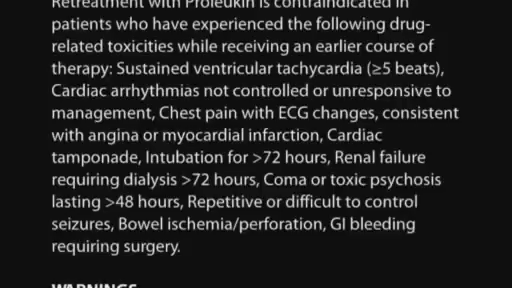 Retreatment with Proleukin is contraindicated in
patients who have experienced the following drug-
related toxicities while receiving an earlier course of
therapy: Sustained ventricular tachycardia (≥5 beats),
Cardiac arrhythmias not controlled or unresponsive to
management, Chest pain with ECG changes, consistent
with angina or myocardial infarction, Cardiac
tamponade, Intubation for >72 hours, Renal failure
requiring dialysis >72 hours, Coma or toxic psychosis
lasting >48 hours, Repetitive or difficult to control
seizures, Bowel ischemia/perforation, GI bleeding
requiring surgery.
WARNINGS